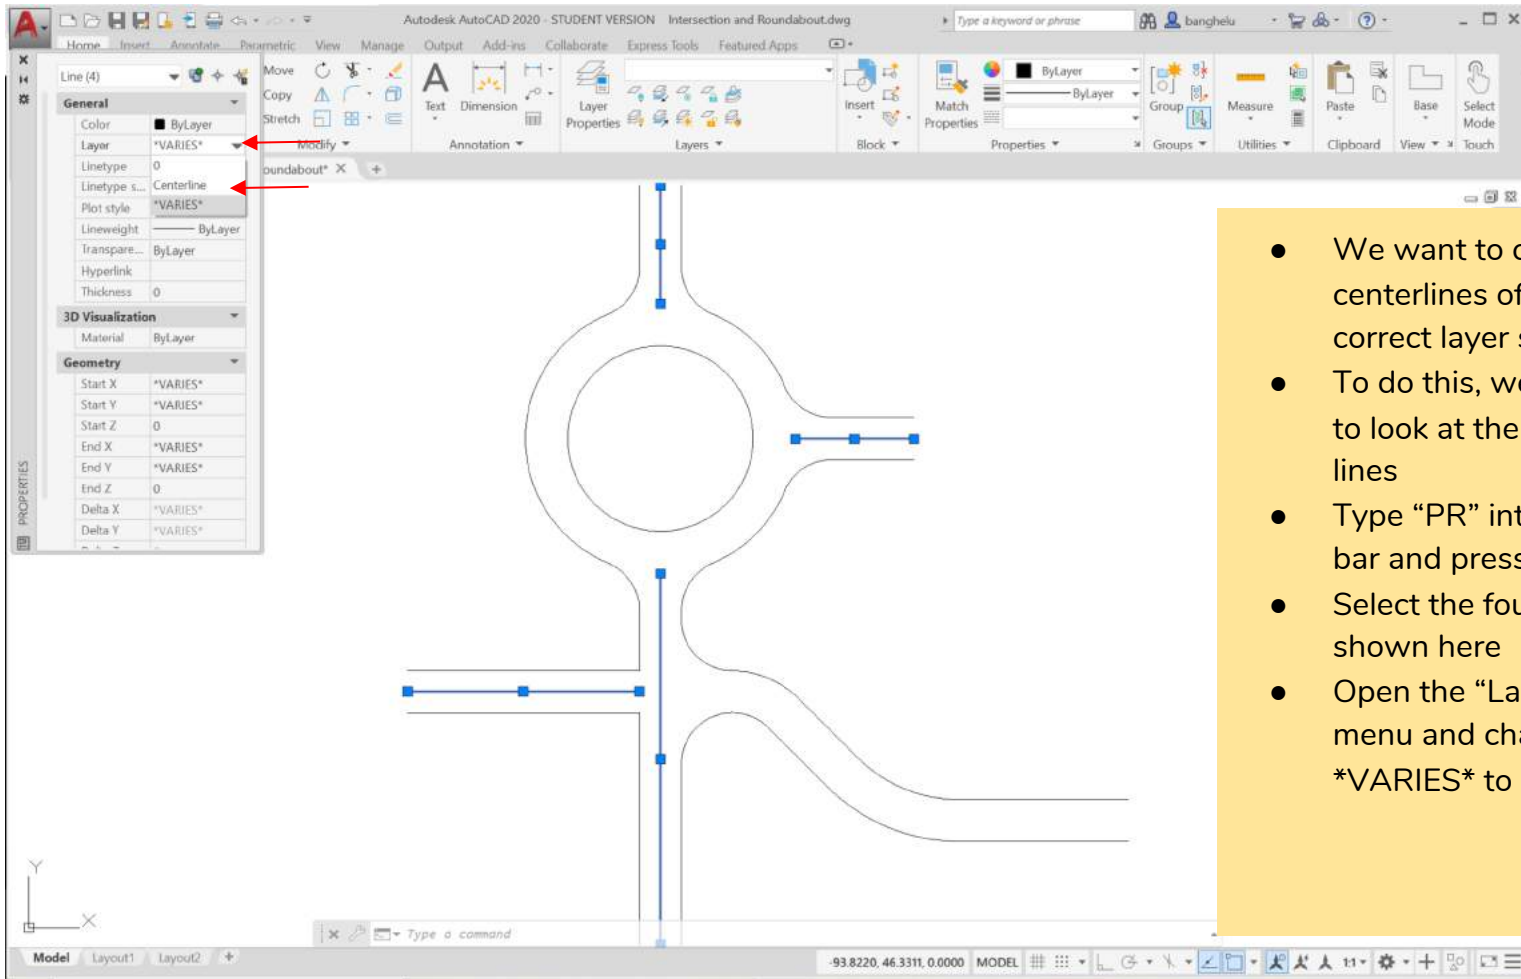 Autodesk AutoCAD 2020 - STUDENT VERSION Intersection and Roundabout.dwg
Type a keyword or phrase
banghelu
Home Insert Annotate Parametric View Manage Output Add-ins Collaborate Express Tools Featured Apps
Line (4)
General
Color ByLayer
Layer *VARIES*
Linetype 0
Linetype s... Centerline
Plot style *VARIES*
Lineweight ByLayer
Transpare... ByLayer
Hyperlink
Thickness 0
3D Visualization
Material ByLayer
Geometry
Start X *VARIES*
Start Y *VARIES*
Start Z 0
End X *VARIES*
End Y *VARIES*
End Z 0
Delta X *VARIES*
Delta Y *VARIES*
PROPERTIES
Move
Copy
Stretch
Modify
Text
Dimension
Annotation
Layer
Properties
Layers
Insert
Block
Match
Properties
ByLayer
ByLayer
Properties
Group
Groups
Measure
Utilities
Paste
Clipboard
Base
View
Select
Mode
Touch
oundabout*
● We want to c
centerlines of
correct layer s
● To do this, we
to look at the
lines
● Type “PR” int
bar and press
● Select the fou
shown here
● Open the “La
menu and cha
*VARIES* to
Y
X
Type a command
Model Layout1 Layout2 +
-93.8220, 46.3311, 0.0000 MODEL 1:1